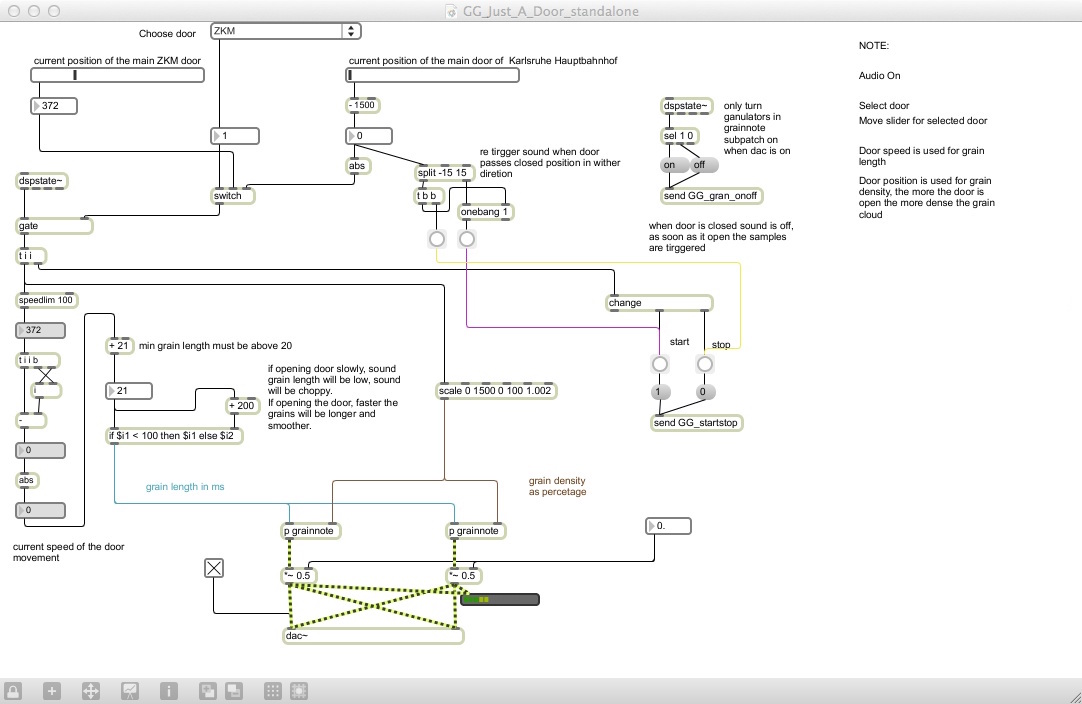 GG_Just_A_Door_standalone
Choose door
ZKM
NOTE:
current position of the main ZKM door
current position of the main door of Karlsruhe Hauptbahnhof
Audio On
372
- 1500
dspstate~
only turn
ganulators in
grainnote
subpatch on
when dac is on
Select door
Move slider for selected door
1
0
sel 1 0
re tirgger sound when door
passes closed position in wither
diretion
Door speed is used for grain
length
abs
split -15 15
on
off
dspstate~
switch
t b b
send GG_gran_onoff
Door position is used for grain
density, the more the door is
open the more dense the grain
cloud
onebang 1
gate
when door is closed sound is off,
as soon as it open the samples
are tirggered
t i i
speedlim 100
change
372
+ 21
min grain length must be above 20
start
stop
t i i b
i
if opening door slowly, sound
grain length will be low, sound
will be choppy.
If opening the door, faster the
grains will be longer and
smoother.
21
scale 0 1500 0 100 1.002
1
0
+ 200
-
send GG_startstop
if $i1 < 100 then $i1 else $i2
0
abs
grain length in ms
grain density
as percetage
0
p grainnote
p grainnote
0.
current speed of the door
movement
*~ 0.5
*~ 0.5
dac~